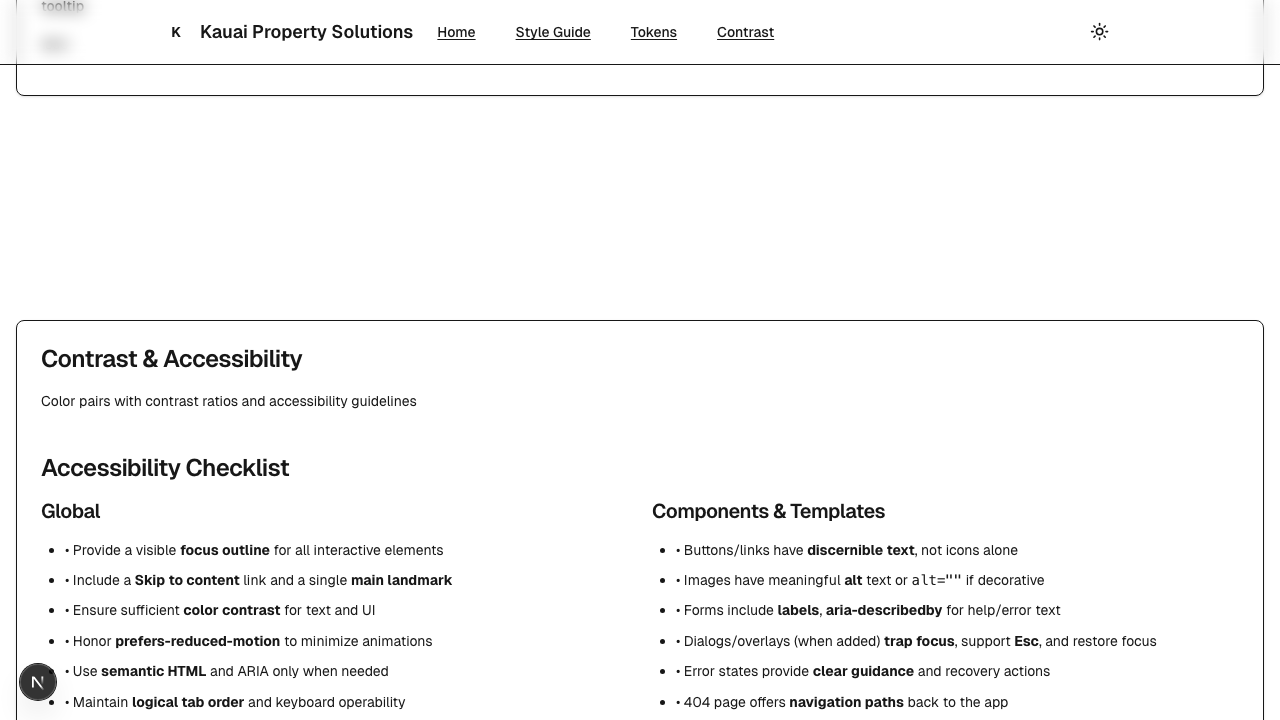 tooltip
K Kauai Property Solutions Home Style Guide Tokens Contrast
Contrast & Accessibility
Color pairs with contrast ratios and accessibility guidelines
Accessibility Checklist
Global
• • Provide a visible focus outline for all interactive elements
• • Include a Skip to content link and a single main landmark
• • Ensure sufficient color contrast for text and UI
• • Honor prefers-reduced-motion to minimize animations
• • Use semantic HTML and ARIA only when needed
• • Maintain logical tab order and keyboard operability
Components & Templates
• • Buttons/links have discernible text, not icons alone
• • Images have meaningful alt text or alt="" if decorative
• • Forms include labels, aria-describedby for help/error text
• • Dialogs/overlays (when added) trap focus, support Esc, and restore focus
• • Error states provide clear guidance and recovery actions
• • 404 page offers navigation paths back to the app
N